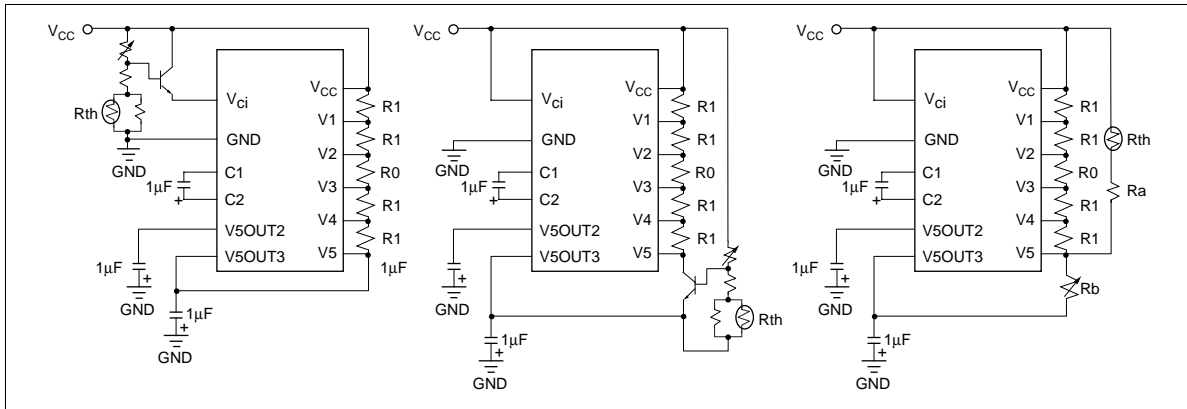 VCC
Rth
GND
1µF
+
1µF
+
GND
1µF
+
GND
Vci
GND
C1
C2
V5OUT2
V5OUT3
VCC
V1
V2
V3
V4
V5
R1
R1
R0
R1
R1
1µF
VCC
GND
1µF
+
1µF
+
GND
1µF
+
GND
Vci
GND
C1
C2
V5OUT2
V5OUT3
VCC
V1
V2
V3
V4
V5
R1
R1
R0
R1
R1
Rth
VCC
GND
1µF
+
1µF
+
GND
1µF
+
GND
Vci
GND
C1
C2
V5OUT2
V5OUT3
VCC
V1
V2
V3
V4
V5
R1
R1
R0
R1
R1
Rth
Ra
Rb